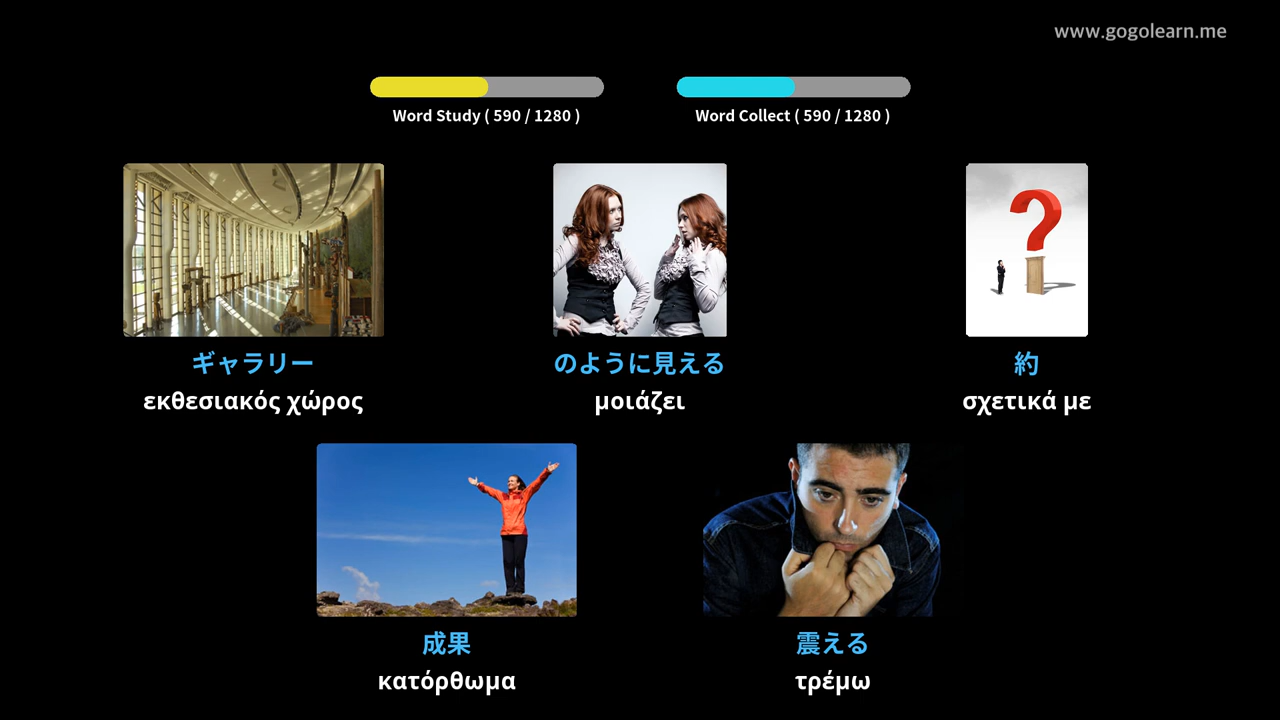 www.gogolearn.me
Word Study ( 590 / 1280 )
Word Collect ( 590 / 1280 )
ギャラリー
εκθεσιακός χώρος
のように見える
μοιάζει
約
σχετικά με
成果
κατόρθωμα
震える
τρέμω